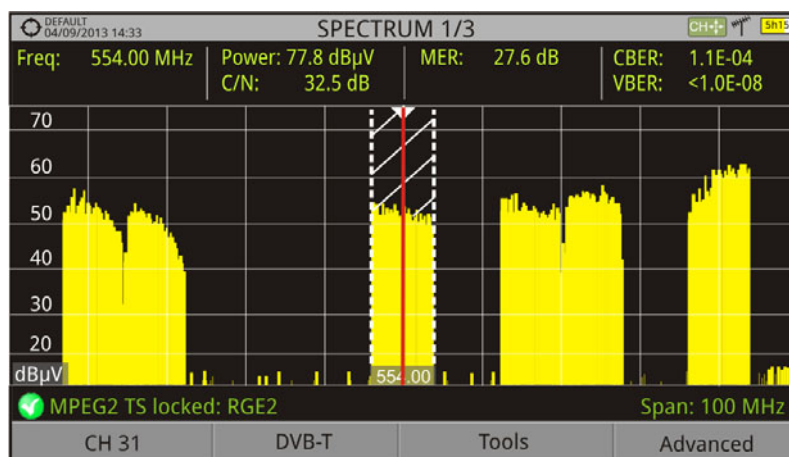 DEFAULT
04/09/2013 14:33
SPECTRUM 1/3
CH
5h15
Freq: 554.00 MHz
Power: 77.8 dBµV
C/N: 32.5 dB
MER: 27.6 dB
CBER: 1.1E-04
VBER: <1.0E-08
70
60
50
40
30
20
dBµV
554.00
MPEG2 TS locked: RGE2
Span: 100 MHz
CH 31
DVB-T
Tools
Advanced